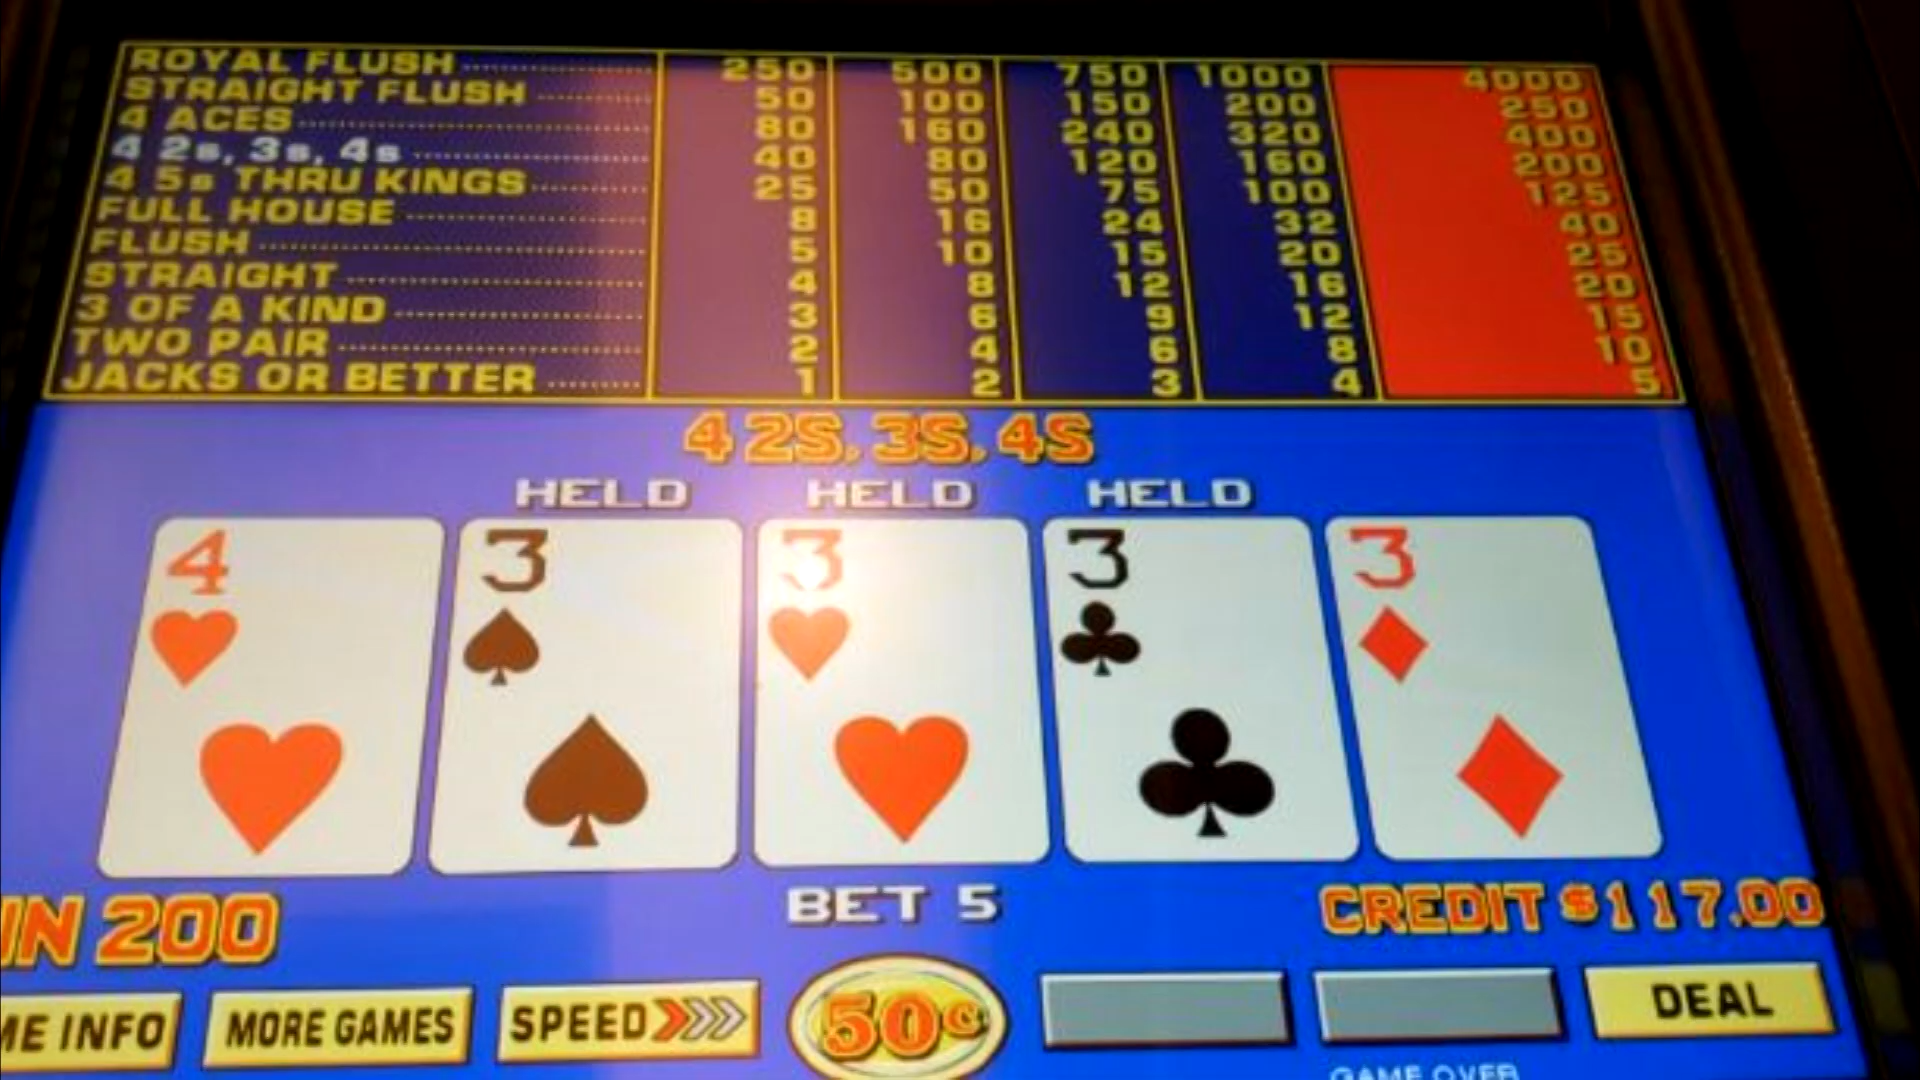 ROYAL FLUSH 250 500 750 1000 4000
STRAIGHT FLUSH 50 100 150 200 250
4 ACES 80 160 240 320 400
4 2s, 3s, 4s 40 80 120 160 200
4 5s THRU KINGS 25 50 75 100 125
FULL HOUSE 8 16 24 32 40
FLUSH 5 10 15 20 25
STRAIGHT 4 8 12 16 20
3 OF A KIND 3 6 9 12 15
TWO PAIR 2 4 6 8 10
JACKS OR BETTER 1 2 3 4 5
4 2S, 3S, 4S
HELD HELD HELD
4 3 3 3 3
IN 200 BET 5 CREDIT $117.00
ME INFO MORE GAMES SPEED 50¢ DEAL
GAME OVER